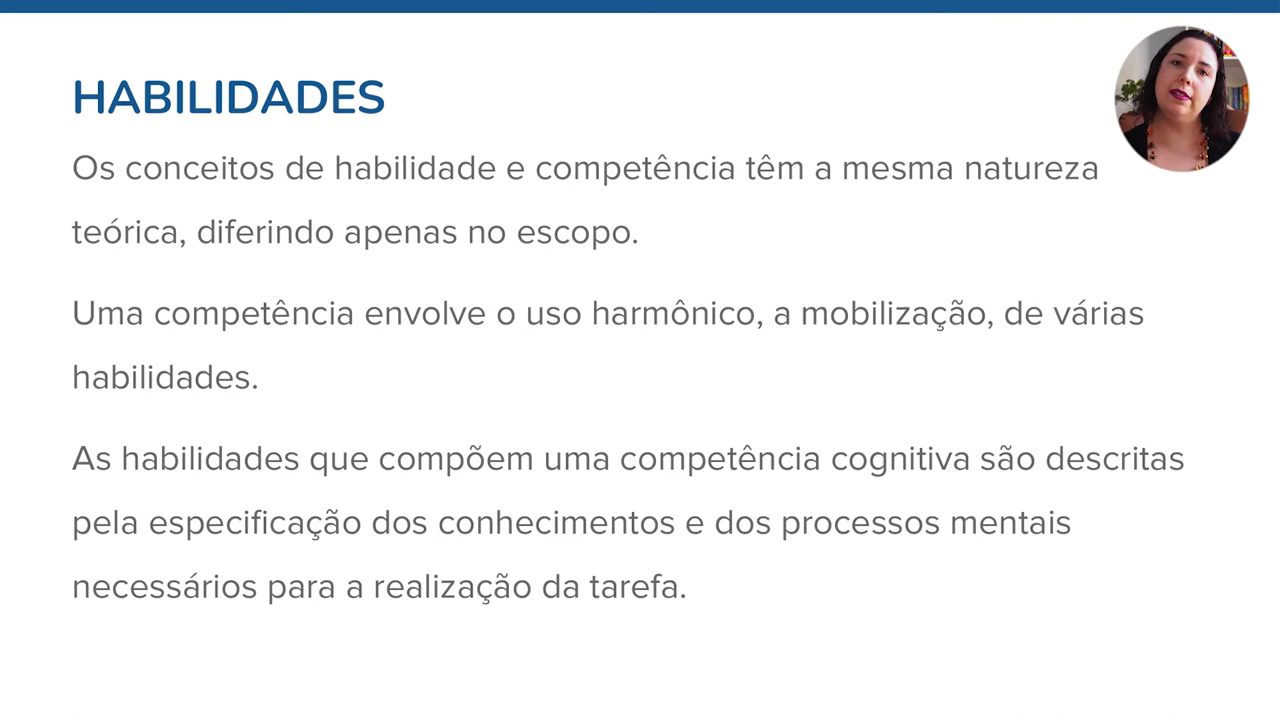 HABILIDADES
Os conceitos de habilidade e competência têm a mesma natureza
teórica, diferindo apenas no escopo.
Uma competência envolve o uso harmônico, a mobilização, de várias
habilidades.
As habilidades que compõem uma competência cognitiva são descritas
pela especificação dos conhecimentos e dos processos mentais
necessários para a realização da tarefa.